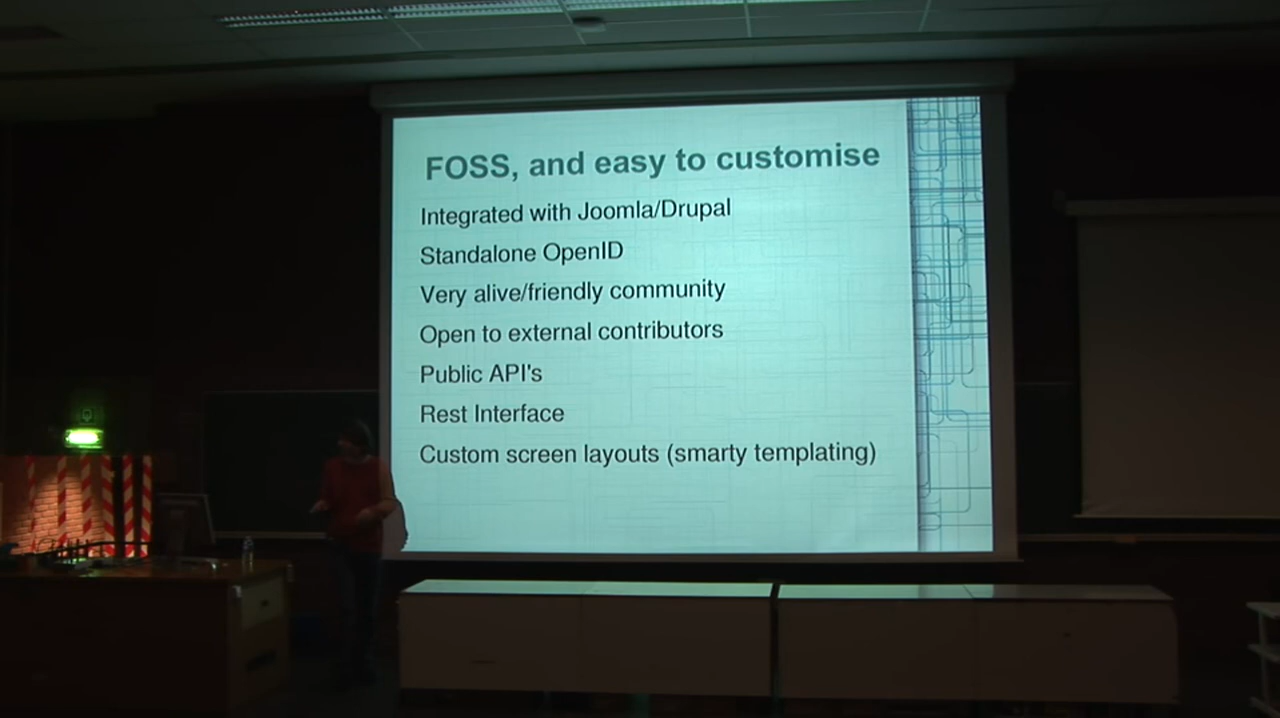 FOSS, and easy to customise
Integrated with Joomla/Drupal
Standalone OpenID
Very alive/friendly community
Open to external contributors
Public API's
Rest Interface
Custom screen layouts (smarty templating)